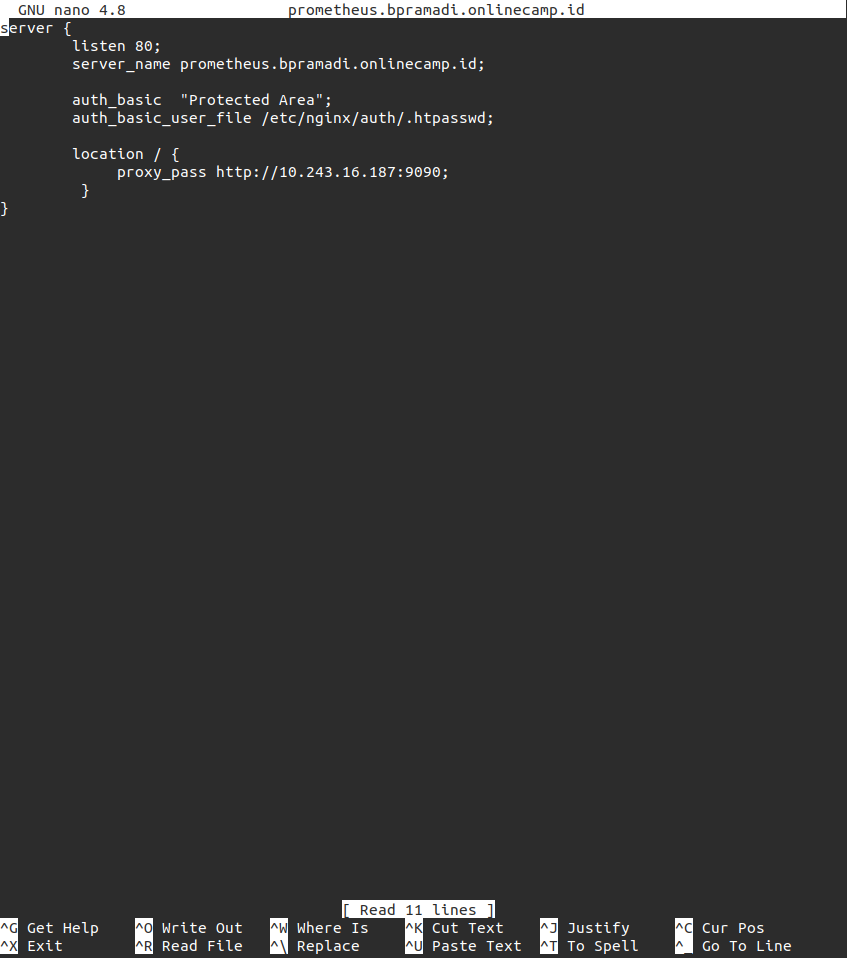 GNU nano 4.8 prometheus.bpramadi.onlinecamp.id
server {
listen 80;
server_name prometheus.bpramadi.onlinecamp.id;
auth_basic  "Protected Area";
auth_basic_user_file /etc/nginx/auth/.htpasswd;
location / {
proxy_pass http://10.243.16.187:9090;
}
}
[ Read 11 lines ]
^G Get Help ^O Write Out ^W Where Is ^K Cut Text ^J Justify ^C Cur Pos
^X Exit ^R Read File ^\ Replace ^U Paste Text ^T To Spell ^_ Go To Line